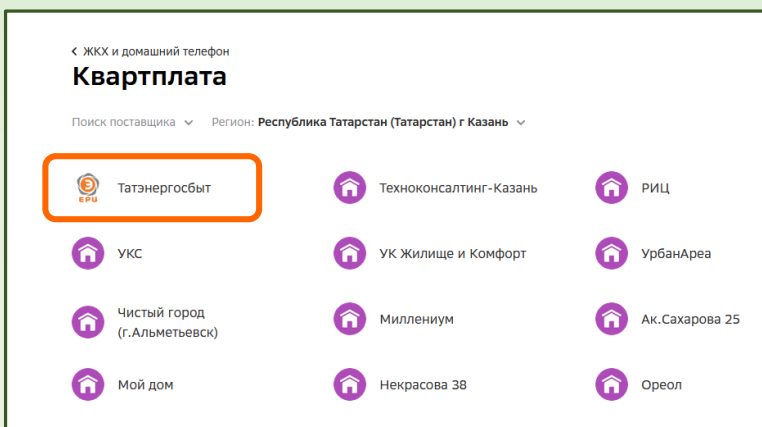 ЖКХ и домашний телефон
Квартплата
Поиск поставщика Регион: Республика Татарстан (Татарстан) г Казань
ЕРЦ Татэнергосбыт
Техноконсалтинг-Казань
РИЦ
УКС
УК Жилище и Комфорт
УрбанАреа
Чистый город
(г.Альметьевск)
Миллениум
Ак.Сахарова 25
Мой дом
Некрасова 38
Ореол